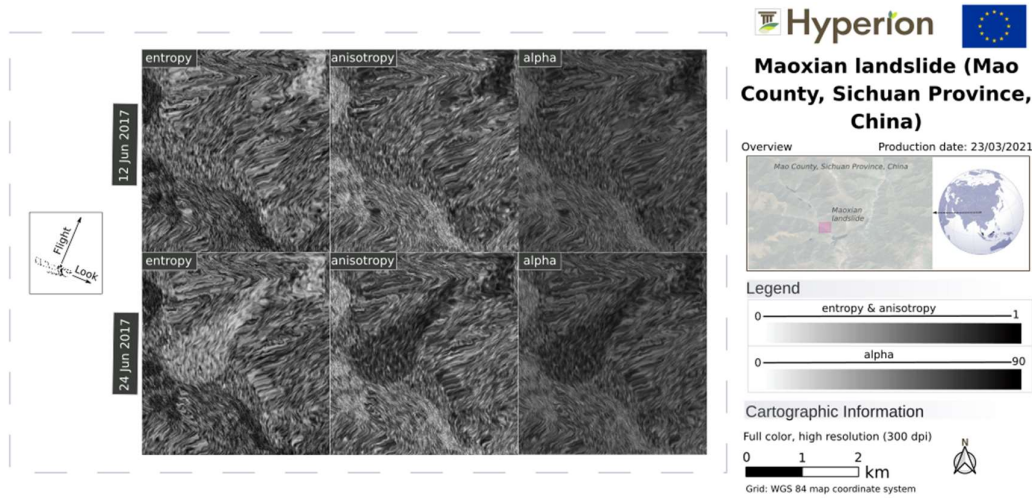 Hyperion
Maoxian landslide (Mao
County, Sichuan Province,
China)
Overview
Production date: 23/03/2021
Mao County, Sichuan Province, China
Maoxian
landslide
Legend
entropy & anisotropy
0
1
alpha
0
90
Cartographic Information
Full color, high resolution (300 dpi)
0 1 2
km
N
Grid: WGS 84 map coordinate system
12 Jun 2017
entropy
anisotropy
alpha
24 Jun 2017
entropy
anisotropy
alpha
Flight
Look